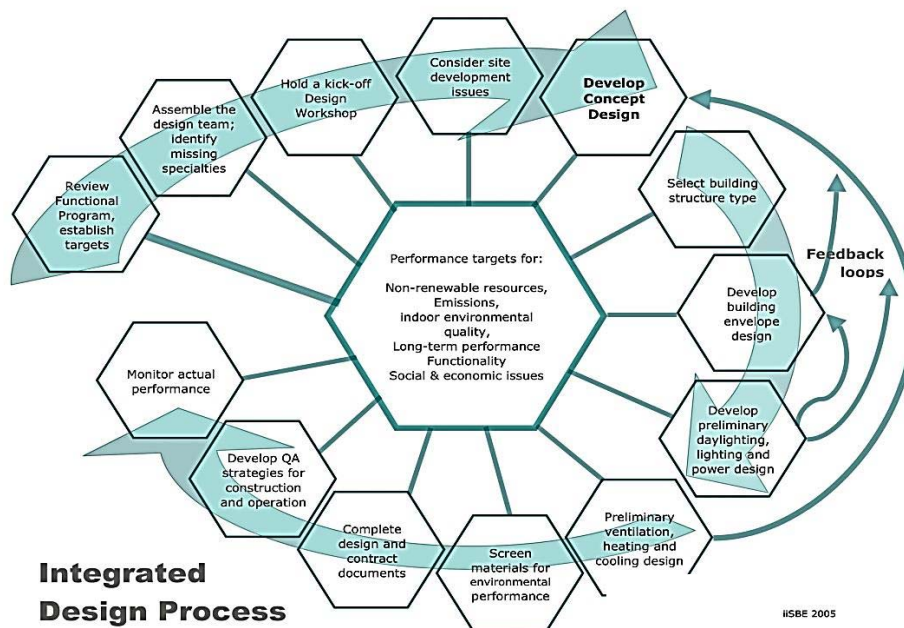 Review
Functional
Program,
establish
targets
Assemble the
design team;
identify
missing
specialties
Hold a kick-off
Design
Workshop
Consider site
development
issues
Develop
Concept
Design
Select building
structure type
Feedback
loops
Develop
building
envelope
design
Develop
preliminary
daylighting,
lighting and
power design
Preliminary
ventilation,
heating and
cooling design
Screen
materials for
environmental
performance
Complete
design and
contract
documents
Develop QA
strategies for
construction
and operation
Monitor actual
performance
Performance targets for:
Non-renewable resources,
Emissions,
indoor environmental
quality,
Long-term performance
Functionality
Social & economic issues
Integrated
Design Process
iiSBE 2005